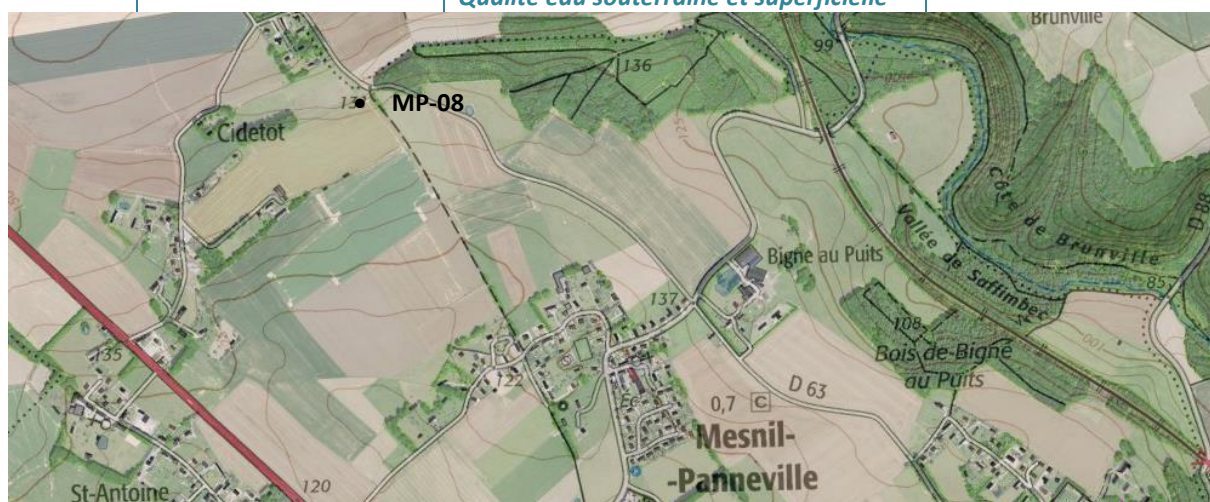 Qualité eau souterraine et superficielle
Brunville
99
136
MP-08
Cidetot
125
Côte de Brunville
D 88
Vallée
de Saffimbec
Bigne au Puits
85
137
100
108
135
Bois de Bigne
au Puits
122
D 63
0,7 C
Mesnil-
-Panneville
St-Antoine
120